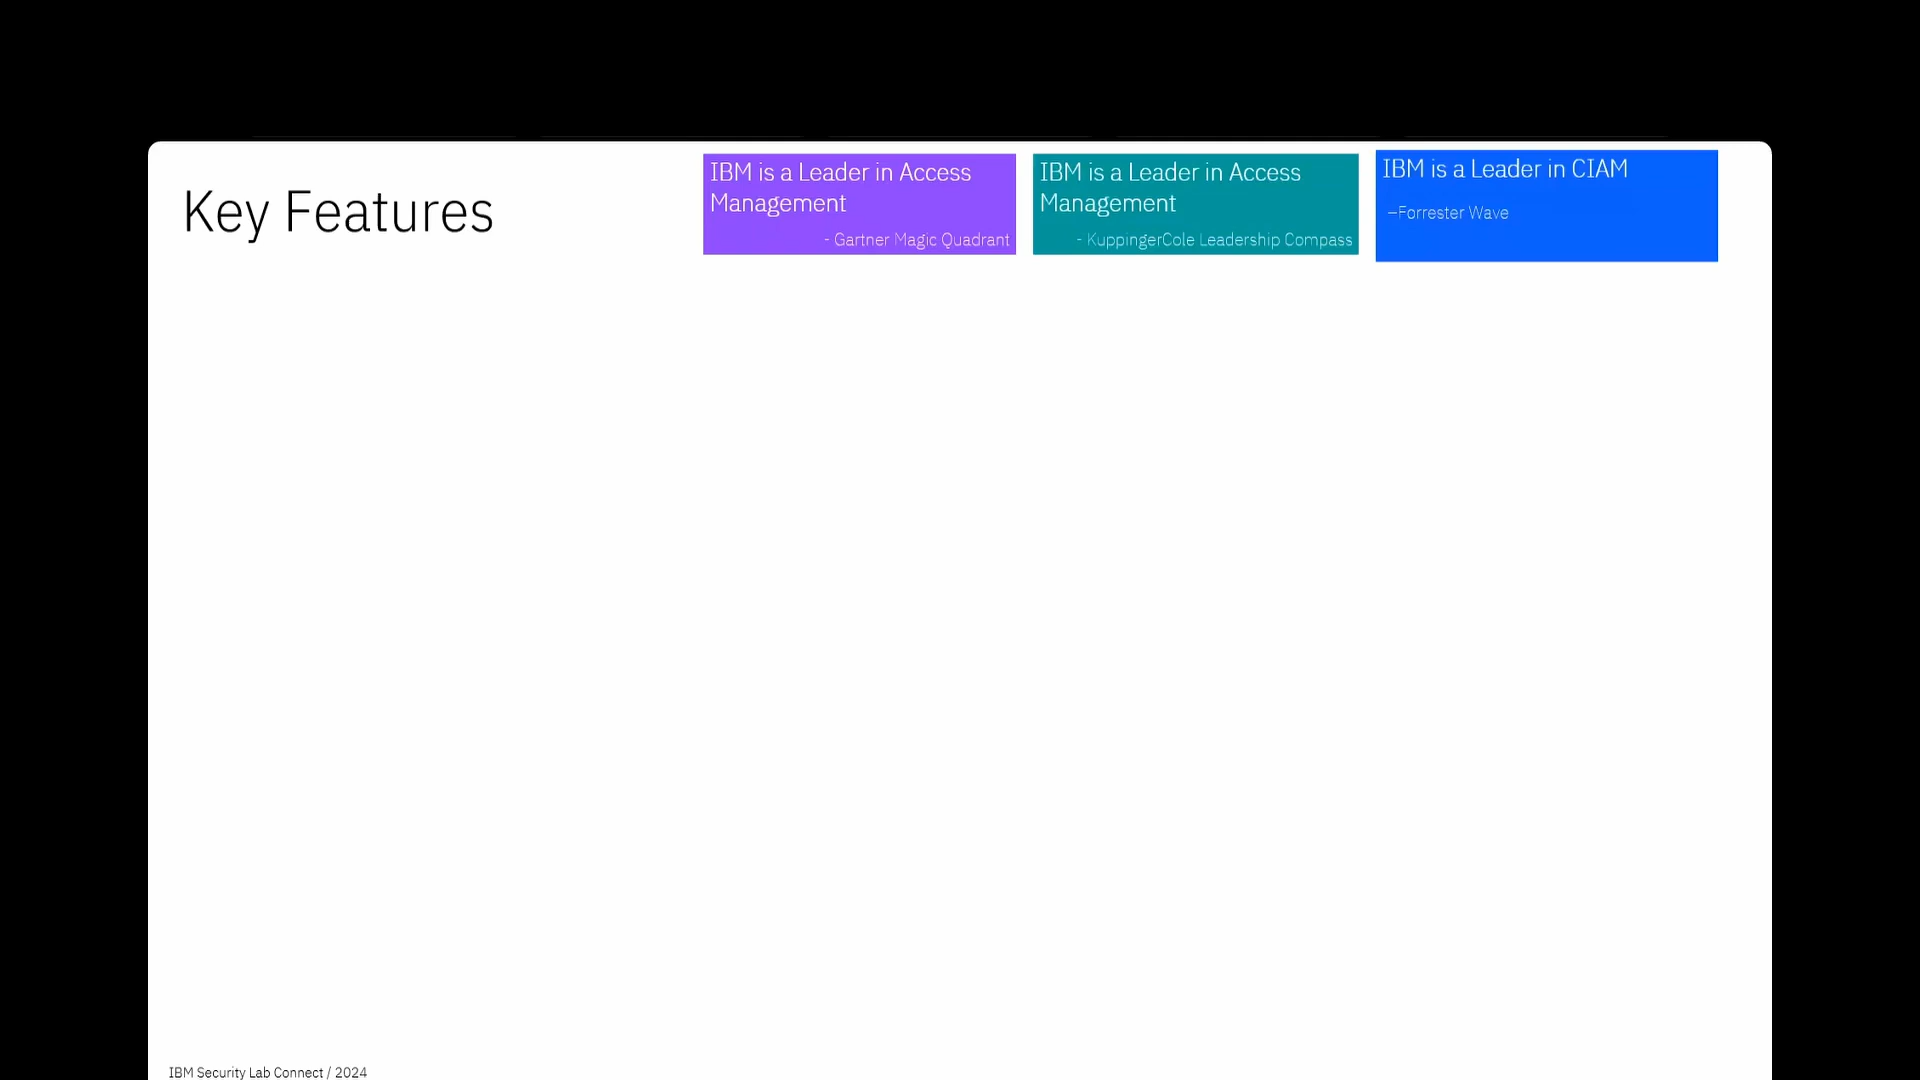 Key Features
IBM is a Leader in Access
Management
- Gartner Magic Quadrant
IBM is a Leader in Access
Management
- KuppingerCole Leadership Compass
IBM is a Leader in CIAM
–Forrester Wave
IBM Security Lab Connect / 2024